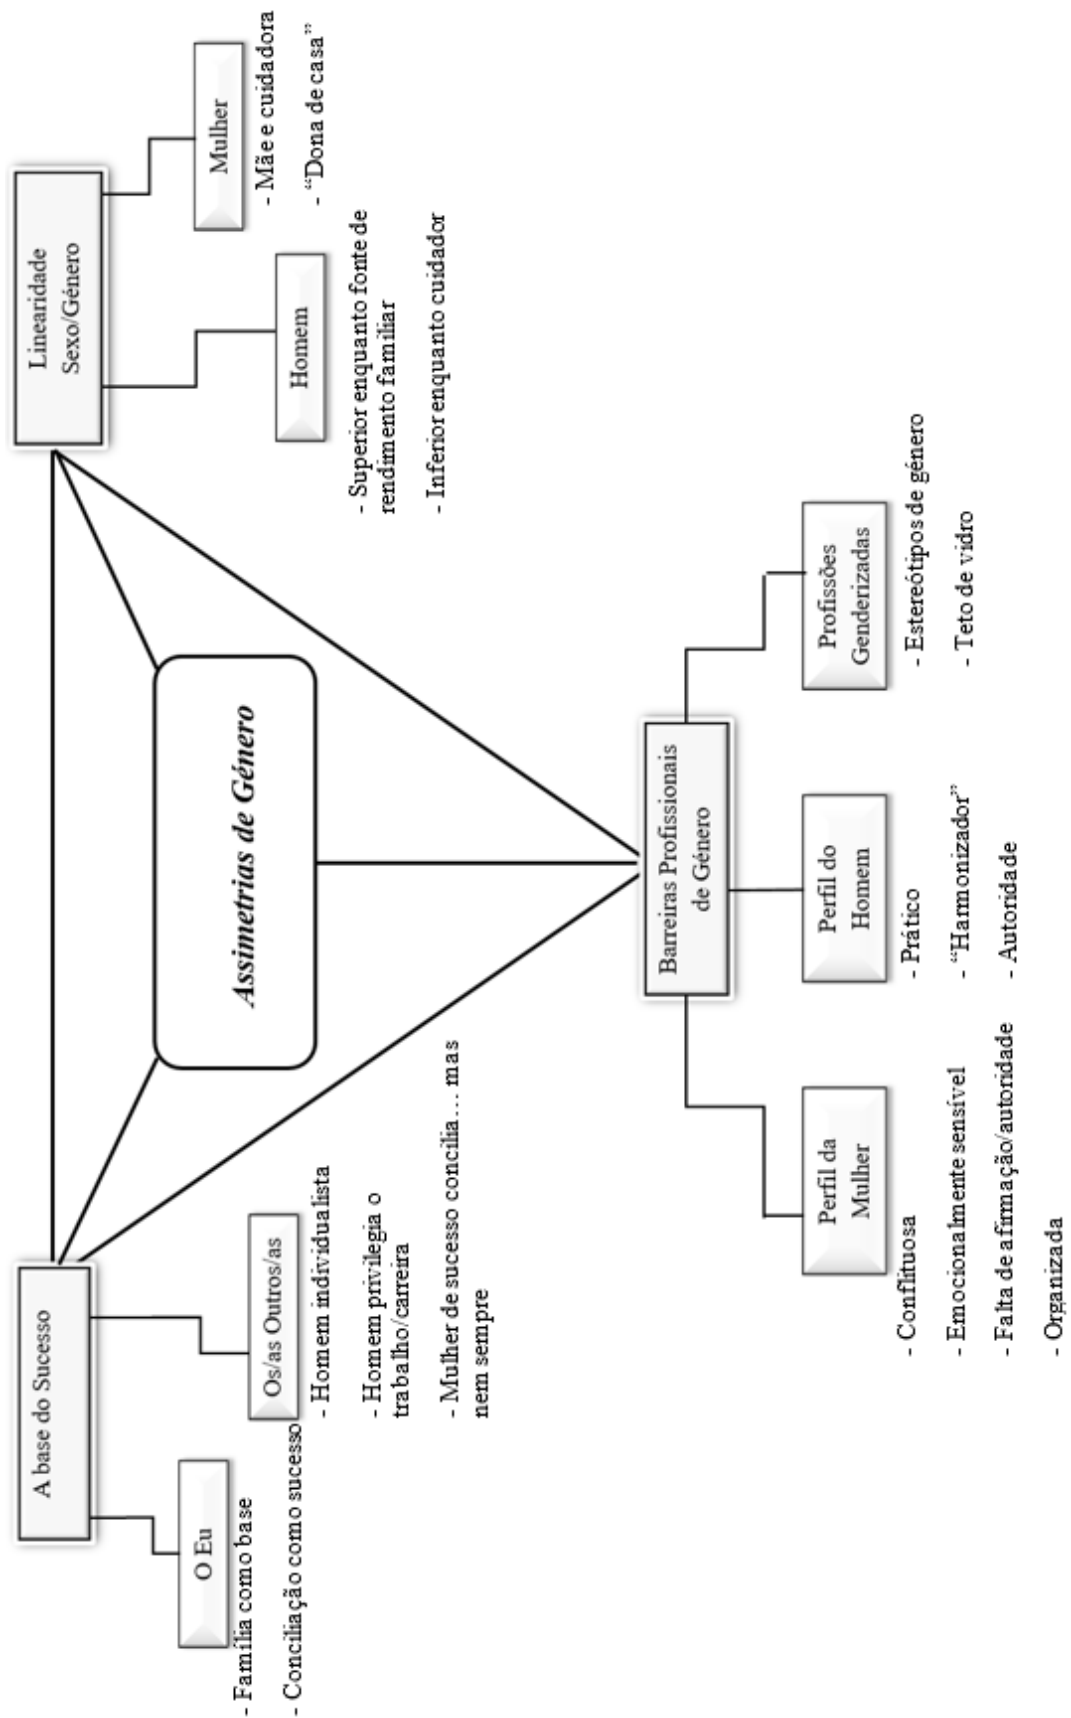 A base do Sucesso
O Eu
- Família como base
- Conciliação como sucesso
Os/as Outros/as
- Homem individualista
- Homem privilegia o
trabalho/carreira
- Mulher de sucesso concilia… mas
nem sempre
Assimetrias de Género
Linearidade
Sexo/Género
Homem
- Superior enquanto fonte de
rendimento familiar
- Inferior enquanto cuidador
Mulher
- Mãe e cuidadora
- “Dona de casa”
Barreiras Profissionais
de Género
Perfil da
Mulher
- Conflituosa
- Emocionalmente sensível
- Falta de afirmação/autoridade
- Organizada
Perfil do
Homem
- Prático
- “Harmonizador”
- Autoridade
Profissões
Genderizadas
- Estereótipos de género
- Teto de vidro